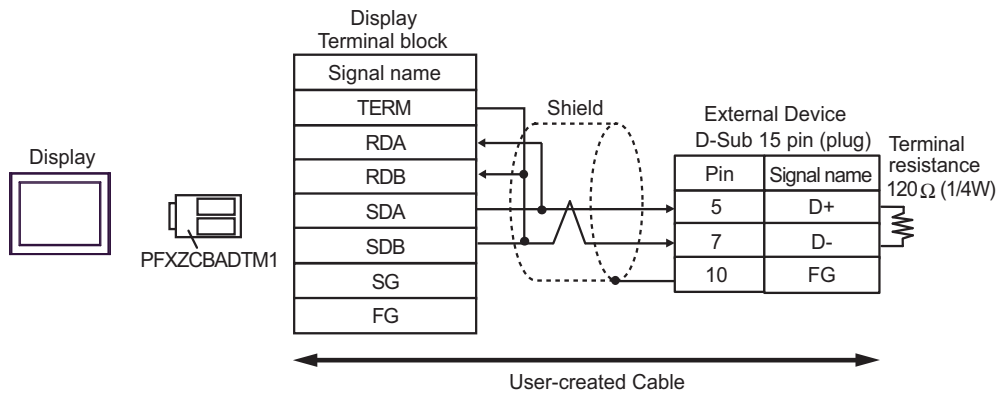 Display
Terminal block
Signal name
TERM
RDA
RDB
SDA
SDB
SG
FG
Shield
External Device
D-Sub 15 pin (plug)
Pin Signal name
5 D+
7 D-
10 FG
Terminal
resistance
120 Ω (1/4W)
Display
PFXZCBADTM1
User-created Cable